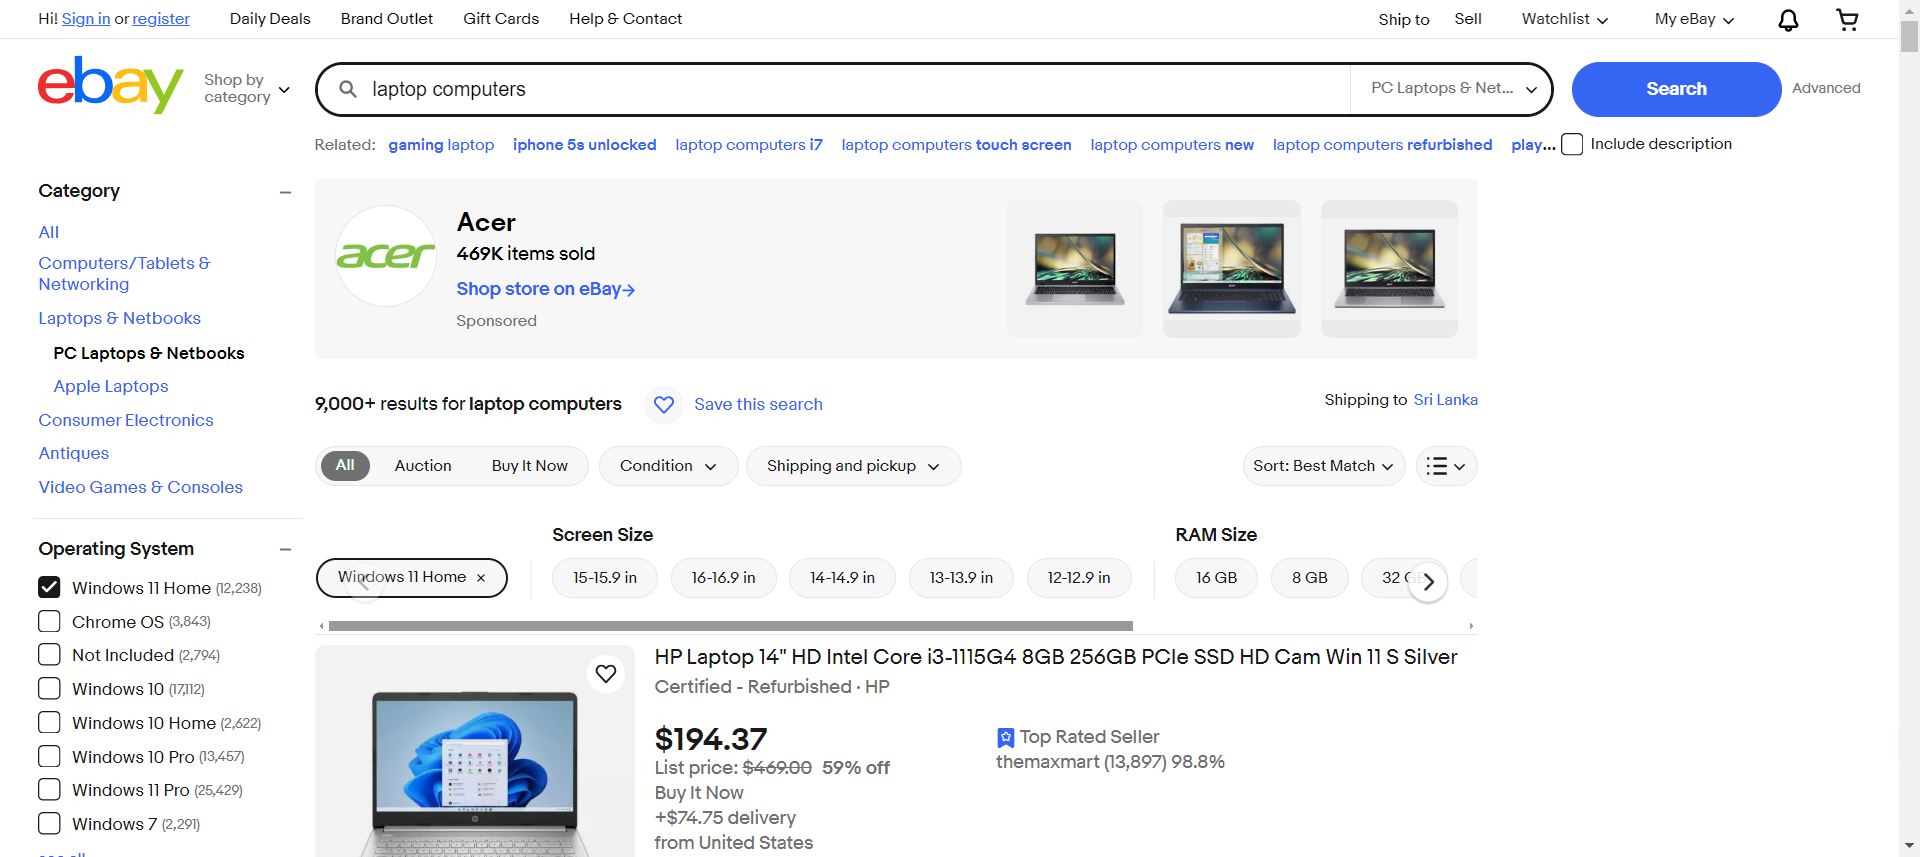 Hi! Sign in or register Daily Deals Brand Outlet Gift Cards Help & Contact Ship to Sell Watchlist My eBay
ebay Shop by category laptop computers PC Laptops & Net... Search Advanced
Related: gaming laptop iphone 5s unlocked laptop computers i7 laptop computers touch screen laptop computers new laptop computers refurbished play... Include description
Category
All
Computers/Tablets &
Networking
Laptops & Netbooks
PC Laptops & Netbooks
Apple Laptops
Consumer Electronics
Antiques
Video Games & Consoles
Operating System
Windows 11 Home (12,238)
Chrome OS (3,843)
Not Included (2,794)
Windows 10 (17,112)
Windows 10 Home (2,622)
Windows 10 Pro (13,457)
Windows 11 Pro (25,429)
Windows 7 (2,291)
see all
acer
Acer
469K items sold
Shop store on eBay
Sponsored
9,000+ results for laptop computers Save this search Shipping to Sri Lanka
All Auction Buy It Now Condition Shipping and pickup Sort: Best Match
Screen Size RAM Size
Windows 11 Home 15-15.9 in 16-16.9 in 14-14.9 in 13-13.9 in 12-12.9 in 16 GB 8 GB 32 GB
HP Laptop 14" HD Intel Core i3-1115G4 8GB 256GB PCIe SSD HD Cam Win 11 S Silver
Certified - Refurbished · HP
$194.37
List price: $469.00 59% off
Buy It Now
+$74.75 delivery
from United States
Top Rated Seller
themaxmart (13,897) 98.8%